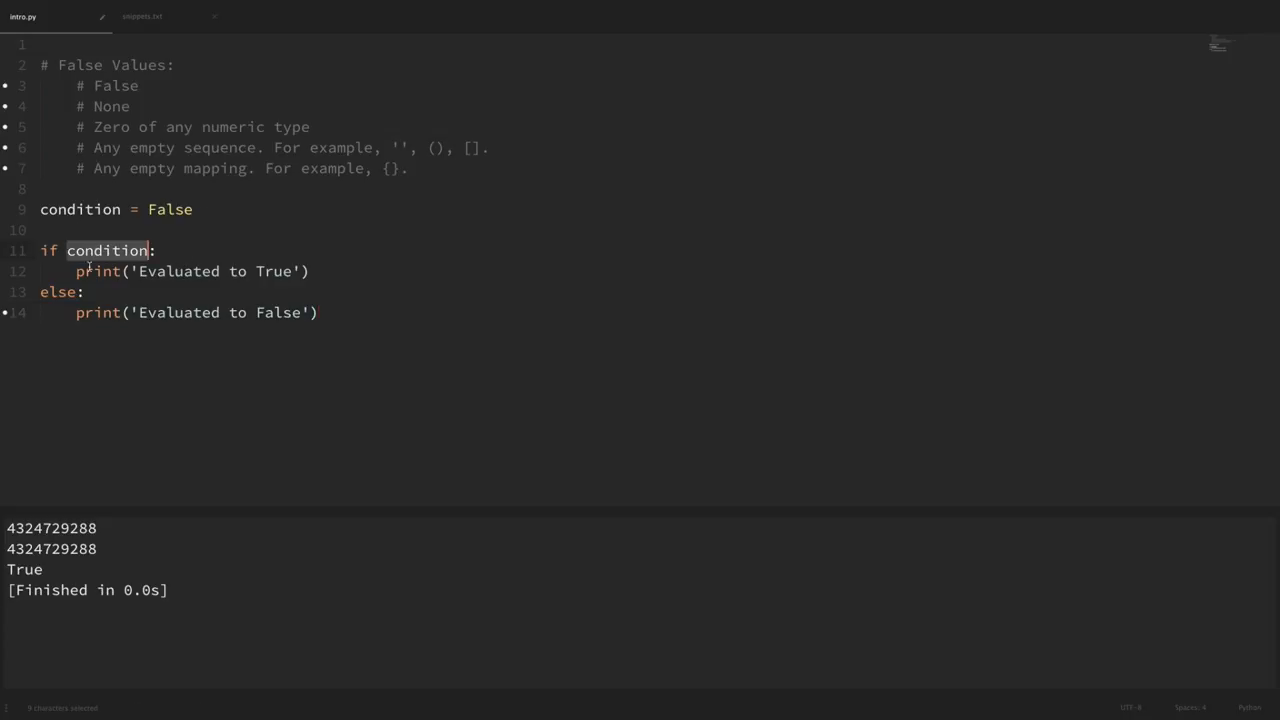 intro.py
snippets.txt
1
2 # False Values:
3 # False
4 # None
5 # Zero of any numeric type
6 # Any empty sequence. For example, '', (), [].
7 # Any empty mapping. For example, {}.
8
9 condition = False
10
11 if condition:
12 print('Evaluated to True')
13 else:
14 print('Evaluated to False')
4324729288
4324729288
True
[Finished in 0.0s]
9 characters selected
UTF-8
Spaces: 4
Python